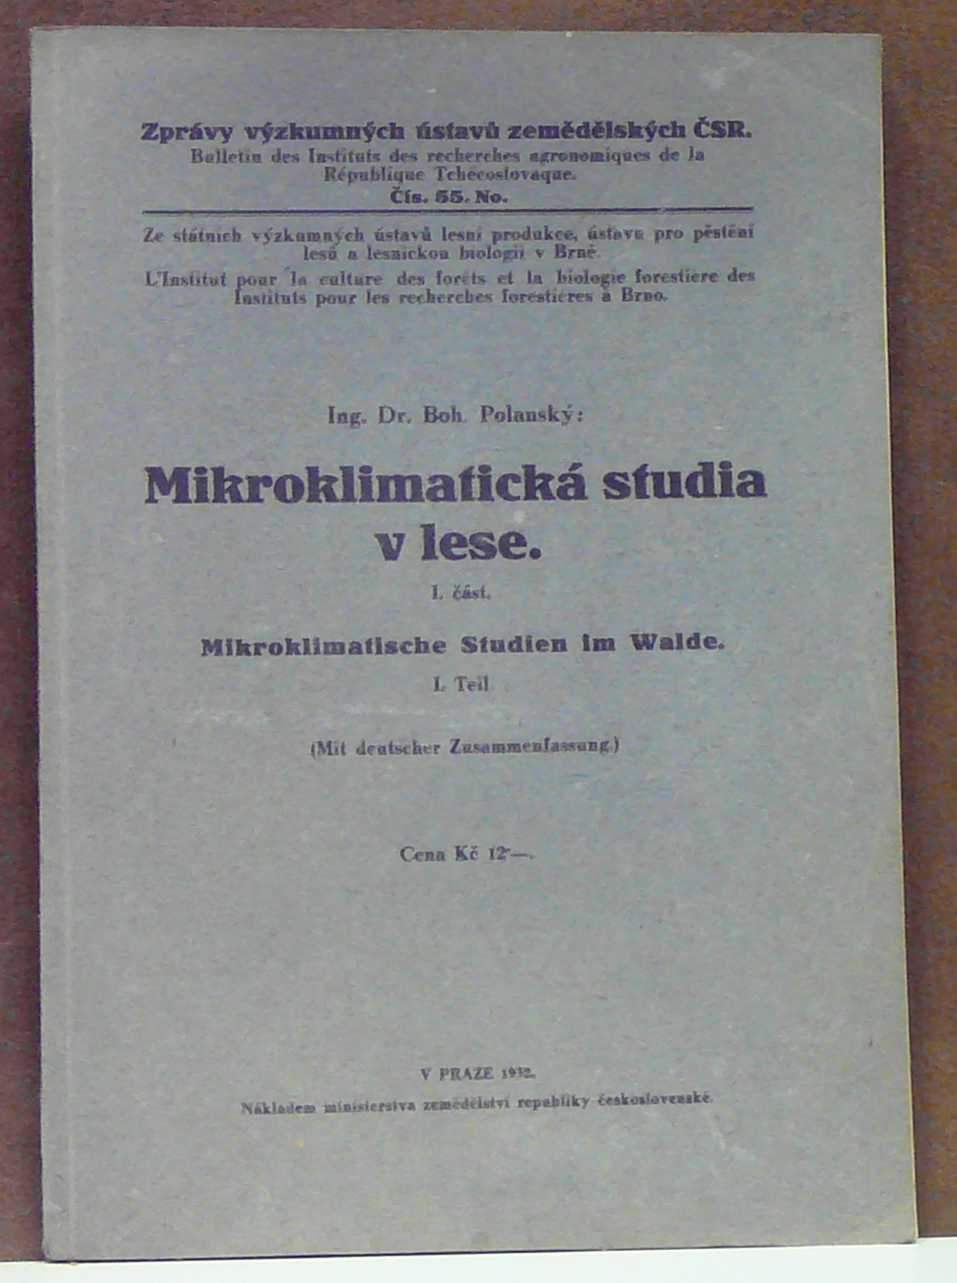 Zprávy výzkumných ústavů zemědělských ČSR.
Bulletin des Instituts des recherches agronomiques de la
République Tchécoslovaque.
Čís. 55. No.
Ze státních výzkumných ústavů lesní produkce, ústavu pro pěstění
lesů a lesnickou biologii v Brně.
L'Institut pour la culture des forêts et la biologie forestière des
Instituts pour les recherches forestières à Brno.
Ing. Dr. Boh. Polanský:
Mikroklimatická studia
v lese.
I. část.
Mikroklimatische Studien im Walde.
I. Teil
(Mit deutscher Zusammenfassung.)
Cena Kč 12·—.
V PRAZE 1932.
Nákladem ministerstva zemědělství republiky československé.